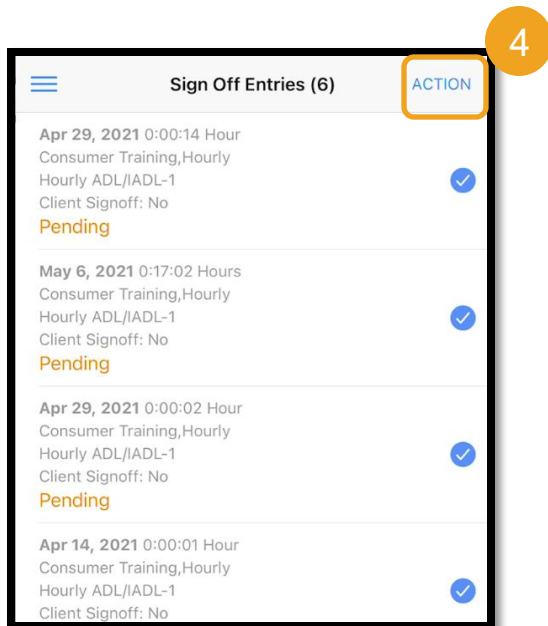 4
Sign Off Entries (6) ACTION
Apr 29, 2021 0:00:14 Hour
Consumer Training,Hourly
Hourly ADL/IADL-1
Client Signoff: No
Pending
May 6, 2021 0:17:02 Hours
Consumer Training,Hourly
Hourly ADL/IADL-1
Client Signoff: No
Pending
Apr 29, 2021 0:00:02 Hour
Consumer Training,Hourly
Hourly ADL/IADL-1
Client Signoff: No
Pending
Apr 14, 2021 0:00:01 Hour
Consumer Training,Hourly
Hourly ADL/IADL-1
Client Signoff: No